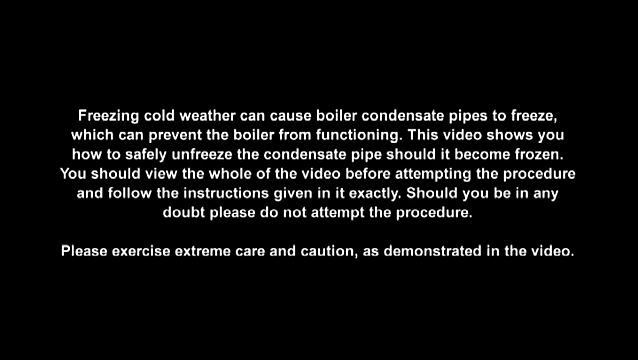 Freezing cold weather can cause boiler condensate pipes to freeze,
which can prevent the boiler from functioning. This video shows you
how to safely unfreeze the condensate pipe should it become frozen.
You should view the whole of the video before attempting the procedure
and follow the instructions given in it exactly. Should you be in any
doubt please do not attempt the procedure.
Please exercise extreme care and caution, as demonstrated in the video.